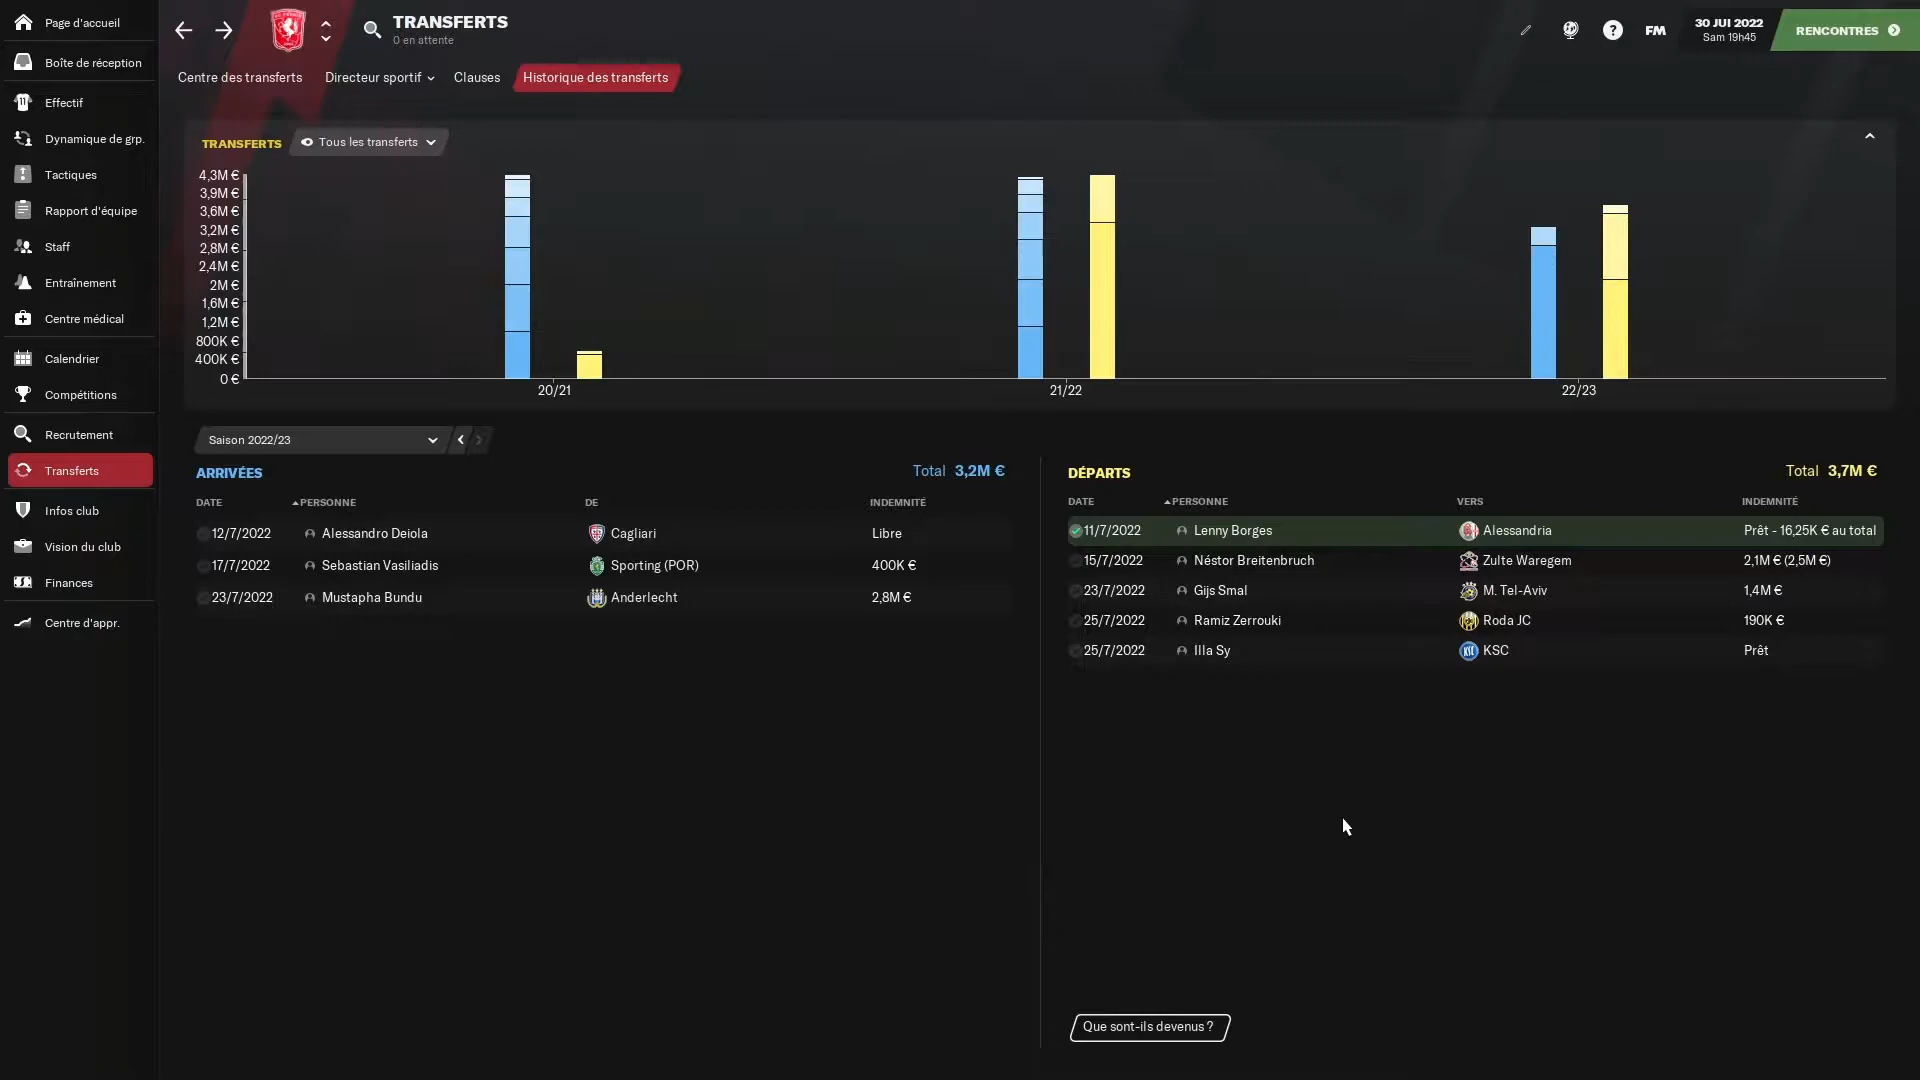 Page d'accueil
Boîte de réception
Effectif
Dynamique de grp.
Tactiques
Rapport d'équipe
Staff
Entraînement
Centre médical
Calendrier
Compétitions
Recrutement
Transferts
Infos club
Vision du club
Finances
Centre d'appr.
TRANSFERTS
0 en attente
?
FM
30 JUI 2022
Sam 19h45
RENCONTRES
Centre des transferts
Directeur sportif
Clauses
Historique des transferts
TRANSFERTS
Tous les transferts
4,3M €
3,9M €
3,6M €
3,2M €
2,8M €
2,4M €
2M €
1,6M €
1,2M €
800K €
400K €
0 €
20/21 21/22 22/23
Saison 2022/23
ARRIVÉES Total 3,2M €
DATE PERSONNE DE INDEMNITÉ
12/7/2022 Alessandro Deiola Cagliari Libre
17/7/2022 Sebastian Vasiliadis Sporting (POR) 400K €
23/7/2022 Mustapha Bundu Anderlecht 2,8M €
DÉPARTS Total 3,7M €
DATE PERSONNE VERS INDEMNITÉ
11/7/2022 Lenny Borges Alessandria Prêt - 16,25K € au total
15/7/2022 Néstor Breitenbruch Zulte Waregem 2,1M € (2,5M €)
23/7/2022 Gijs Smal M. Tel-Aviv 1,4M €
25/7/2022 Ramiz Zerrouki Roda JC 190K €
25/7/2022 Illa Sy KSC Prêt
Que sont-ils devenus ?